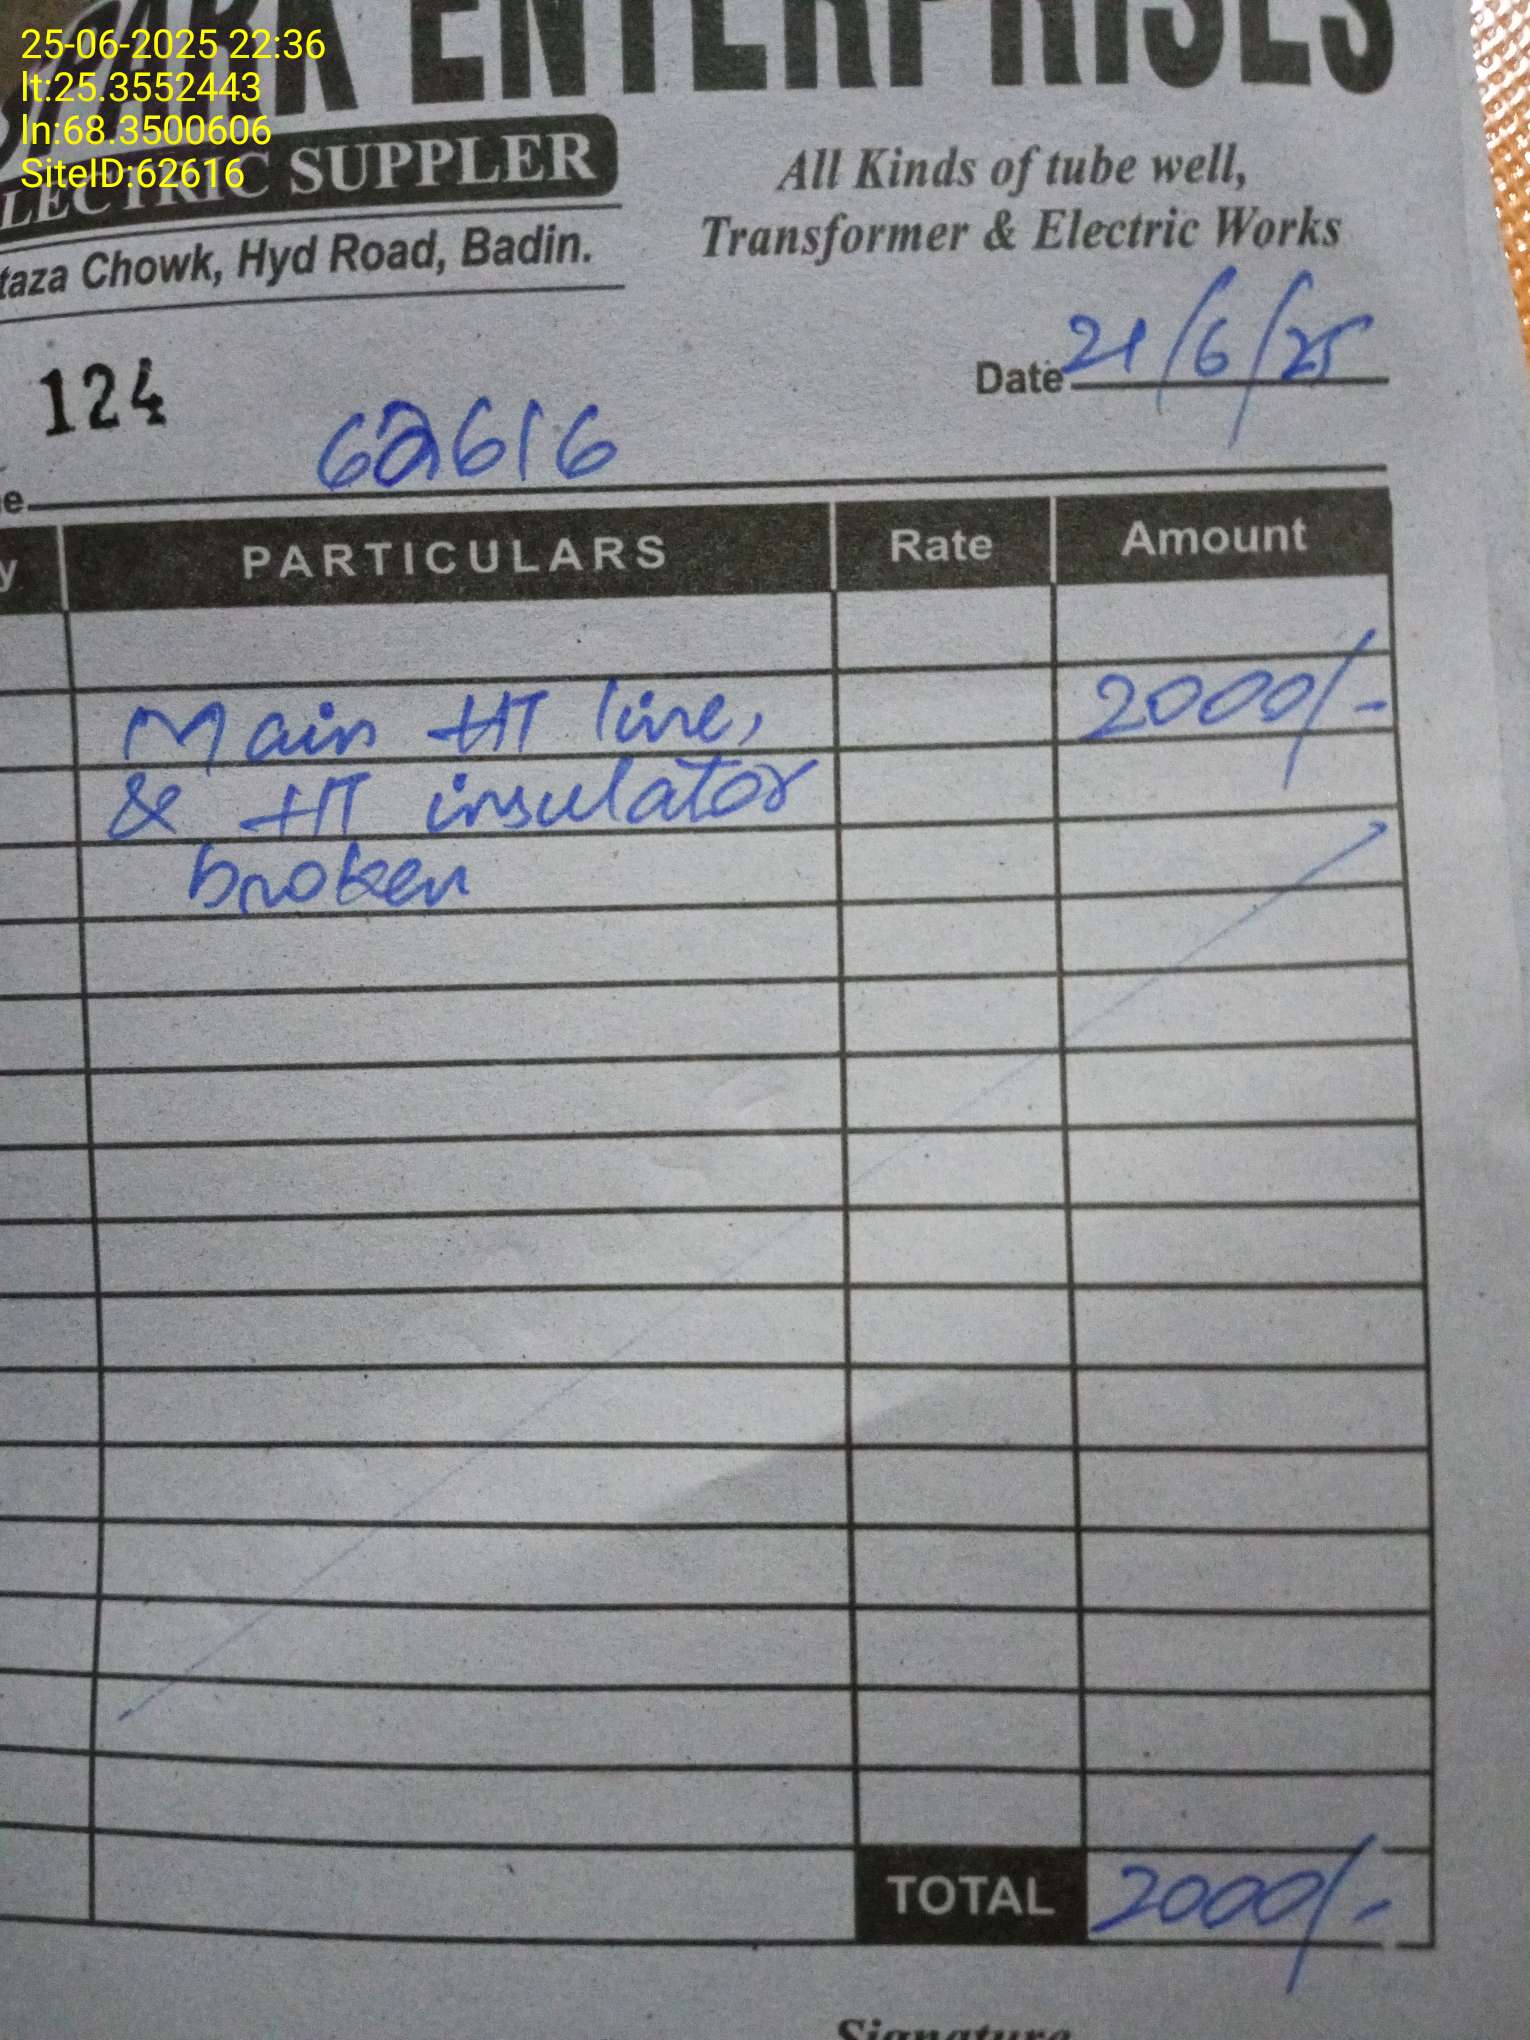 25-06-2025 22:36
lt:25.3552443
ln:68.3500606
SiteID:62616
ENTERPRISES
SUPPLER
All Kinds of tube well,
Transformer & Electric Works
taza Chowk, Hyd Road, Badin.
124
Date 21/6/25
62616
PARTICULARS Rate Amount
Main HT line, 2000/-
& HT insulator
broken
TOTAL 2000/-
Signature